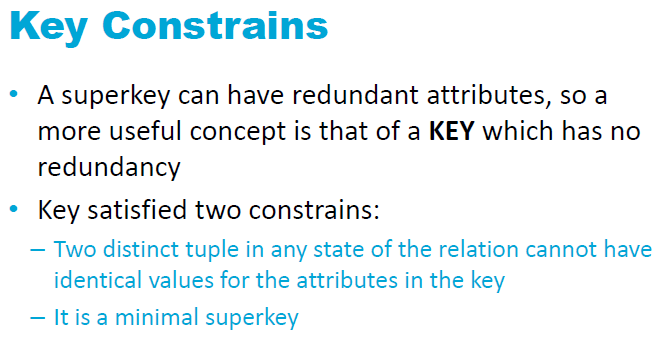 Key Constrains
• A superkey can have redundant attributes, so a
more useful concept is that of a KEY which has no
redundancy
• Key satisfied two constrains:
– Two distinct tuple in any state of the relation cannot have
identical values for the attributes in the key
– It is a minimal superkey